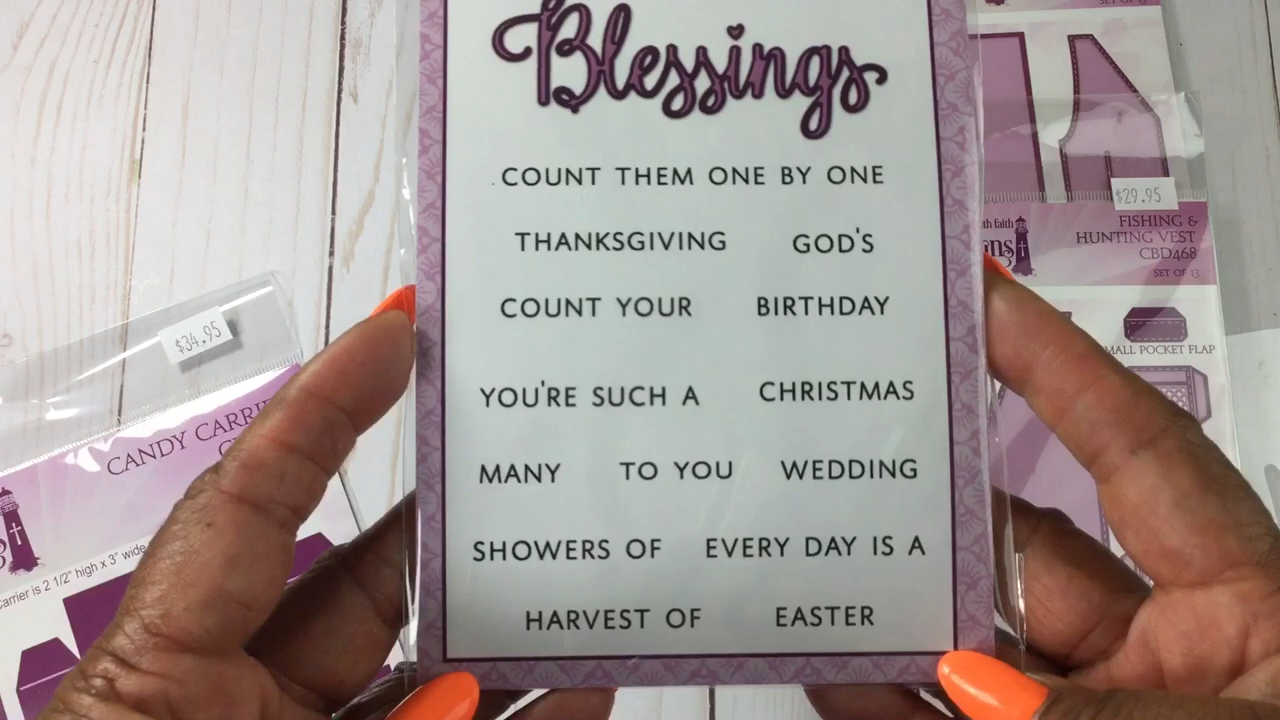 Blessings
COUNT THEM ONE BY ONE
THANKSGIVING GOD'S
COUNT YOUR BIRTHDAY
YOU'RE SUCH A CHRISTMAS
MANY TO YOU WEDDING
SHOWERS OF EVERY DAY IS A
HARVEST OF EASTER
$34.95
CANDY
Carrier is 2 1/2" high x 3" wide
$29.95
Faith
FISHING &
HUNTING VEST
CBD468
SET OF 13
POCKET FLAP